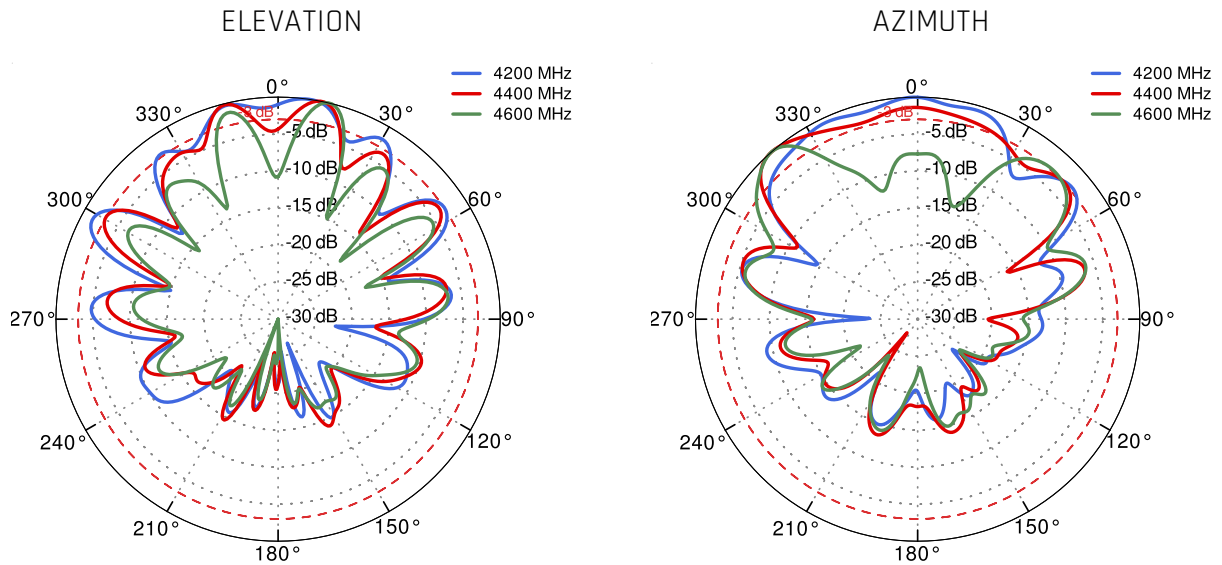 ELEVATION
4200 MHz
4400 MHz
4600 MHz
0°
30°
60°
90°
120°
150°
180°
210°
240°
270°
300°
330°
-3 dB
-5 dB
-10 dB
-15 dB
-20 dB
-25 dB
-30 dB
AZIMUTH
4200 MHz
4400 MHz
4600 MHz
0°
30°
60°
90°
120°
150°
180°
210°
240°
270°
300°
330°
-3 dB
-5 dB
-10 dB
-15 dB
-20 dB
-25 dB
-30 dB